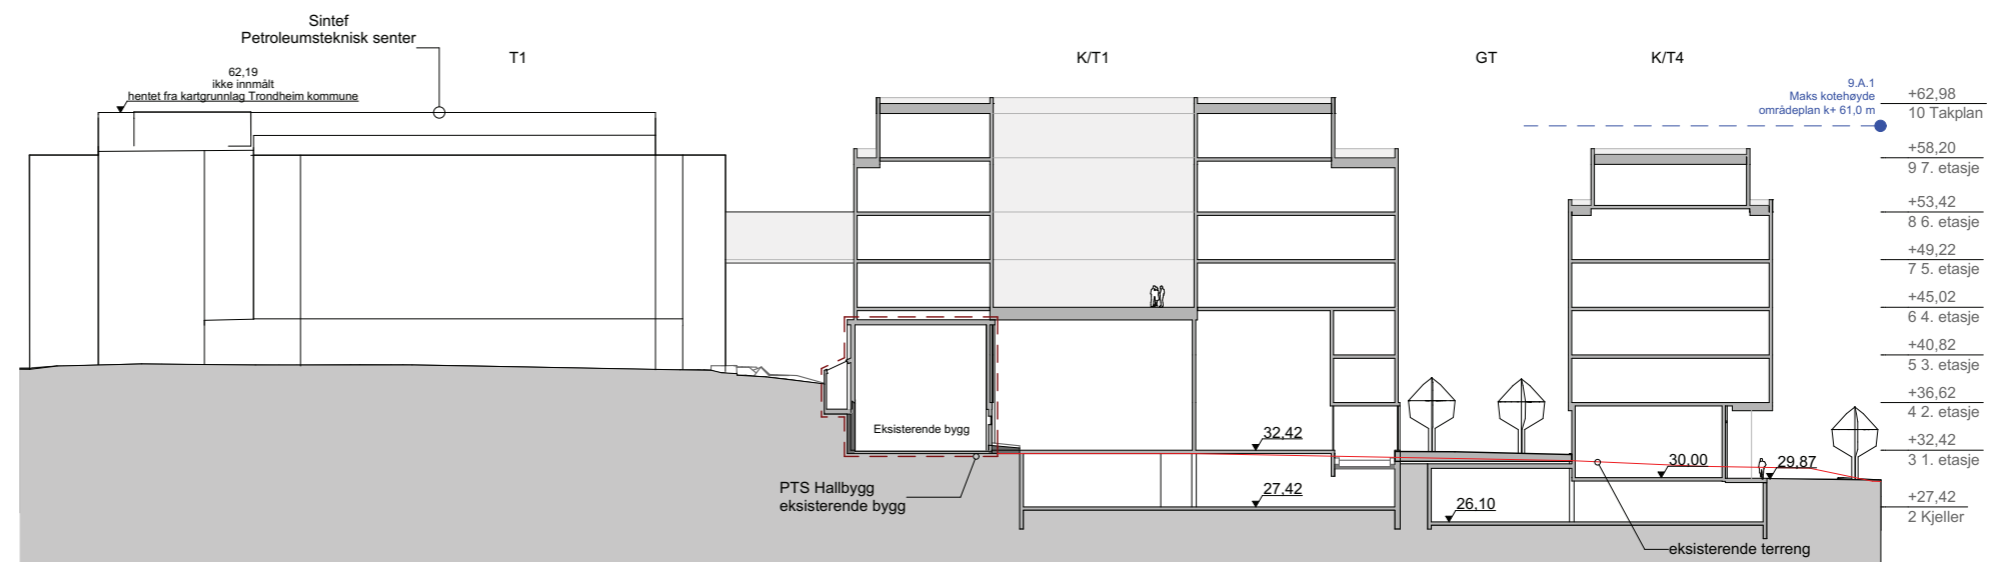 Sintef
Petroleumsteknisk senter
T1
K/T1
GT
K/T4
62,19
ikke innmålt
hentet fra kartgrunnlag Trondheim kommune
9.A.1
Maks kotehøyde
områdeplan k+ 61,0 m
+62,98
10 Takplan
+58,20
9 7. etasje
+53,42
8 6. etasje
+49,22
7 5. etasje
+45,02
6 4. etasje
+40,82
5 3. etasje
+36,62
4 2. etasje
+32,42
3 1. etasje
+27,42
2 Kjeller
Eksisterende bygg
32,42
30,00
29,87
PTS Hallbygg
eksisterende bygg
27,42
26,10
eksisterende terreng